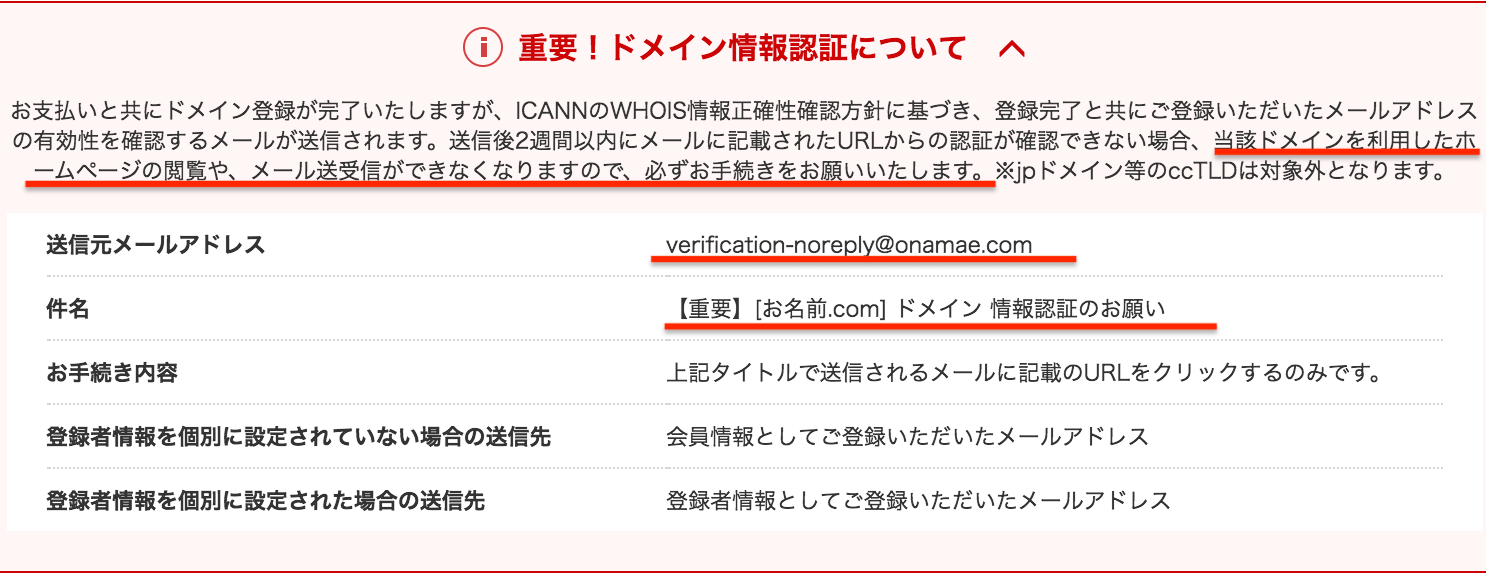 重要！ドメイン情報認証について
お支払いと共にドメイン登録が完了いたしますが、ICANNのWHOIS情報正確性確認方針に基づき、登録完了と共にご登録いただいたメールアドレス
の有効性を確認するメールが送信されます。送信後2週間以内にメールに記載されたURLからの認証が確認できない場合、当該ドメインを利用したホ
ームページの閲覧や、メール送受信ができなくなりますので、必ずお手続きをお願いいたします。※jpドメイン等のccTLDは対象外となります。
送信元メールアドレス verification-noreply@onamae.com
件名 【重要】[お名前.com] ドメイン 情報認証のお願い
お手続き内容 上記タイトルで送信されるメールに記載のURLをクリックするのみです。
登録者情報を個別に設定されていない場合の送信先 会員情報としてご登録いただいたメールアドレス
登録者情報を個別に設定された場合の送信先 登録者情報としてご登録いただいたメールアドレス